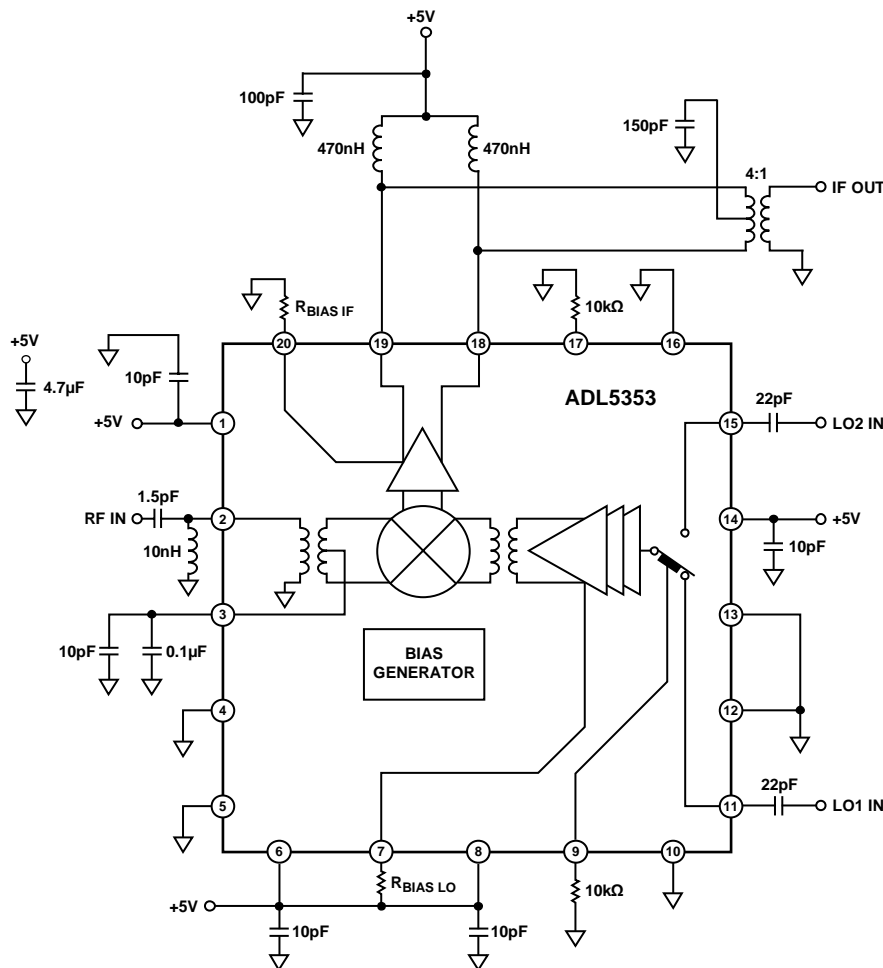 +5V
100pF
470nH
470nH
150pF
4:1
IF OUT
RBIAS IF
10kΩ
20
19
18
17
16
+5V
4.7µF
10pF
+5V
1
ADL5353
22pF
15
LO2 IN
1.5pF
RF IN
2
10nH
14
+5V
10pF
3
10pF
0.1µF
13
BIAS
GENERATOR
4
12
5
22pF
11
LO1 IN
6
7
8
9
10
+5V
RBIAS LO
10kΩ
10pF
10pF